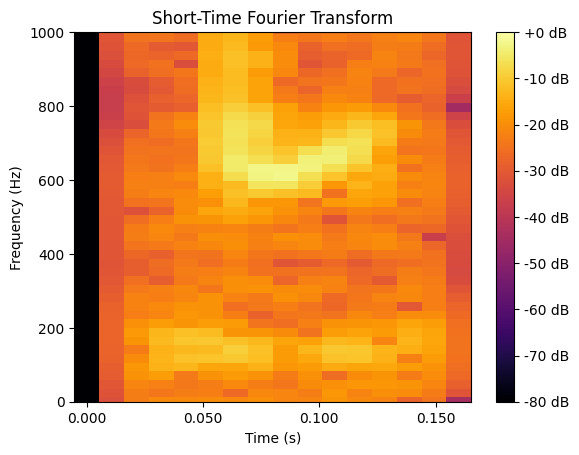 Short-Time Fourier Transform
Frequency (Hz)
1000
800
600
400
200
0
0.000
0.050
0.100
0.150
Time (s)
+0 dB
-10 dB
-20 dB
-30 dB
-40 dB
-50 dB
-60 dB
-70 dB
-80 dB